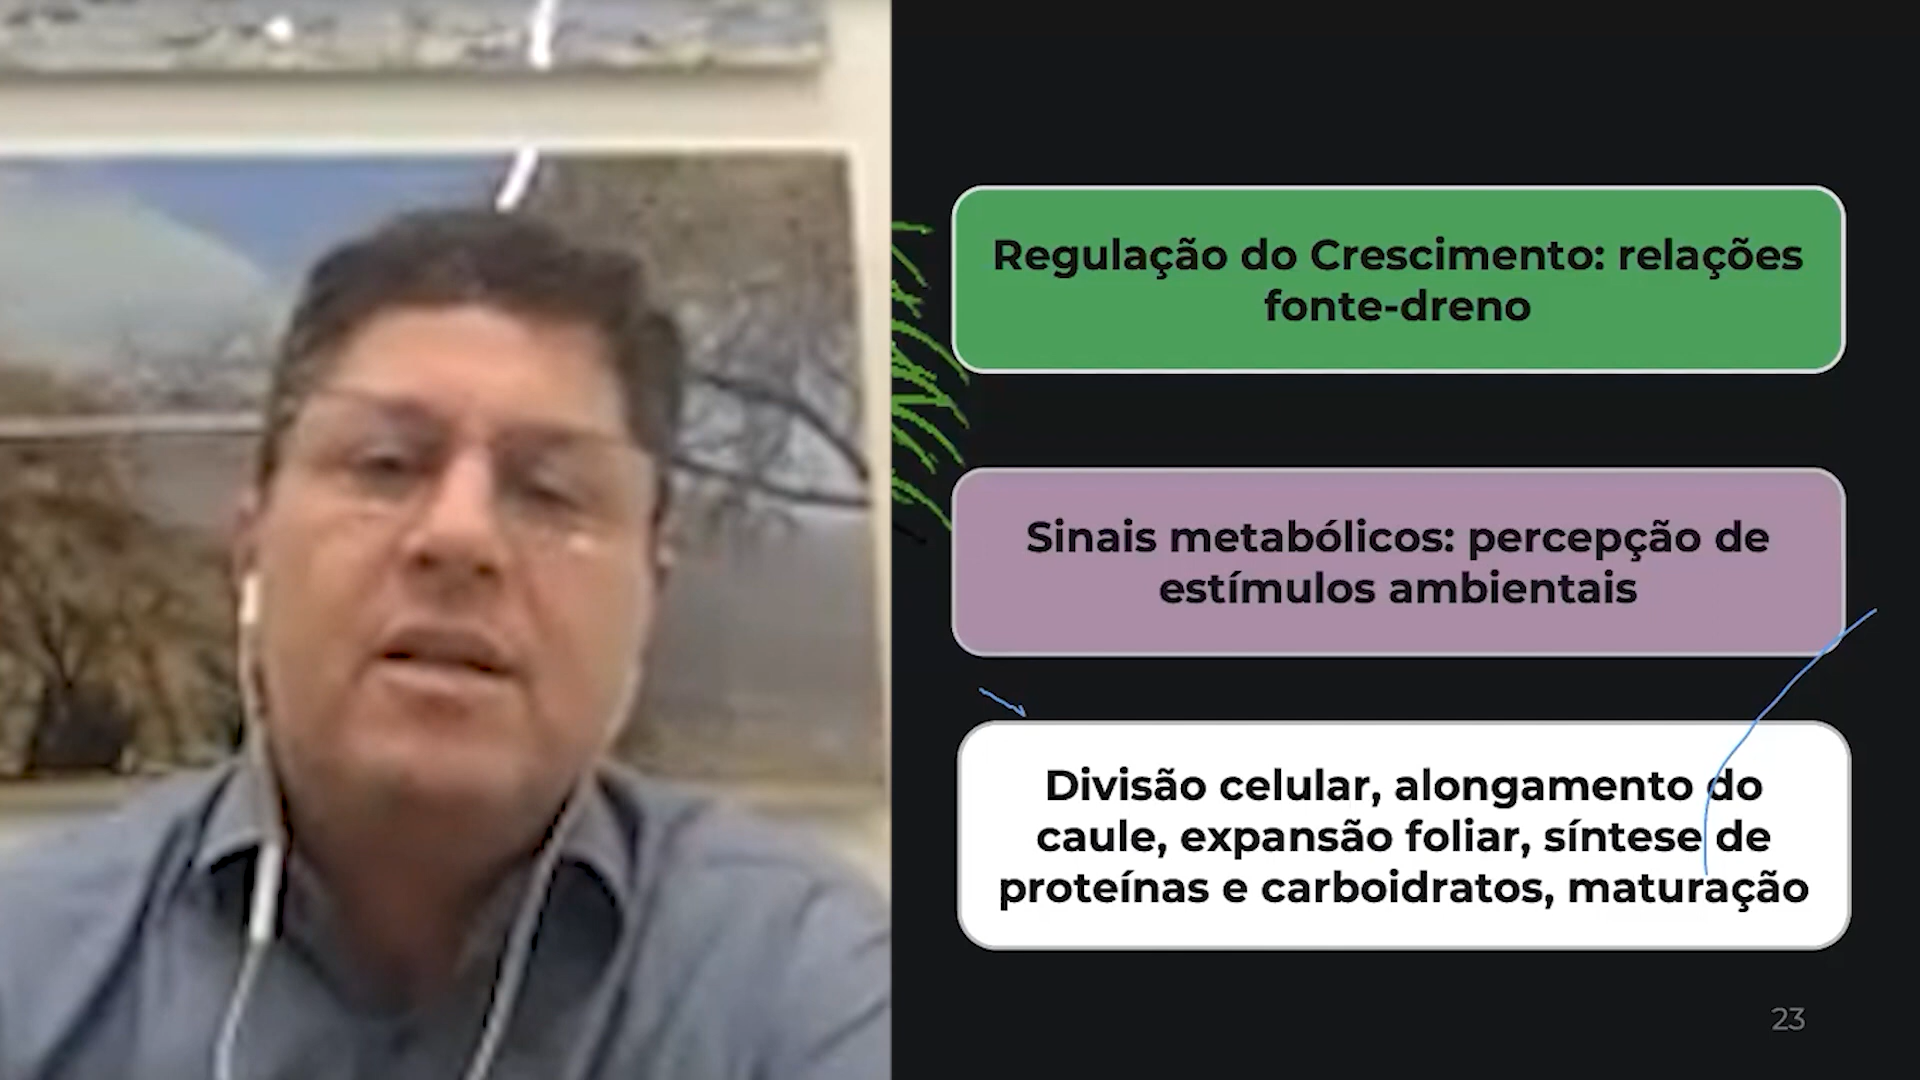 Regulação do Crescimento: relações
fonte-dreno
Sinais metabólicos: percepção de
estímulos ambientais
Divisão celular, alongamento do
caule, expansão foliar, síntese de
proteínas e carboidratos, maturação
23